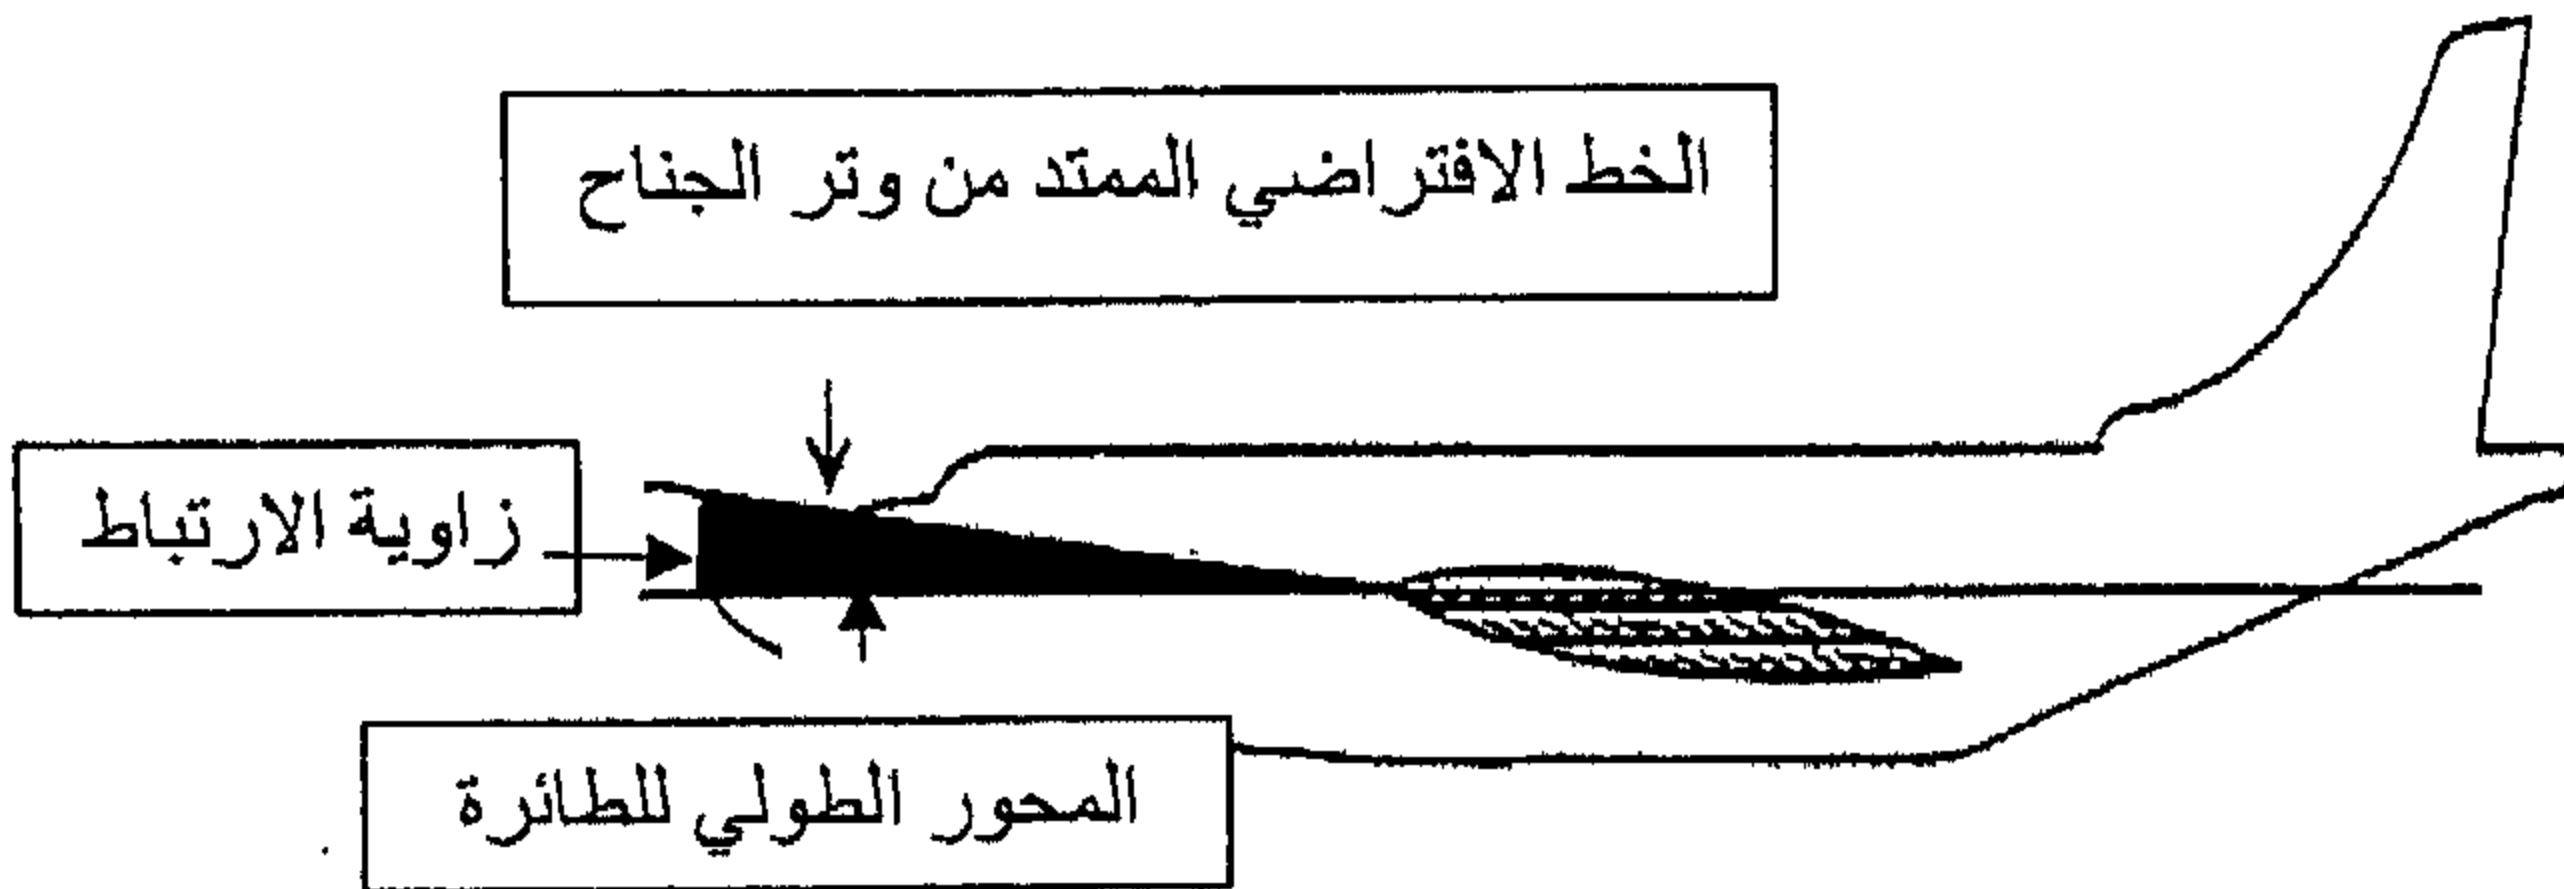 الخط الافتراضي الممتد من وتر الجناح
زاوية الارتباط
المحور الطولي للطائرة